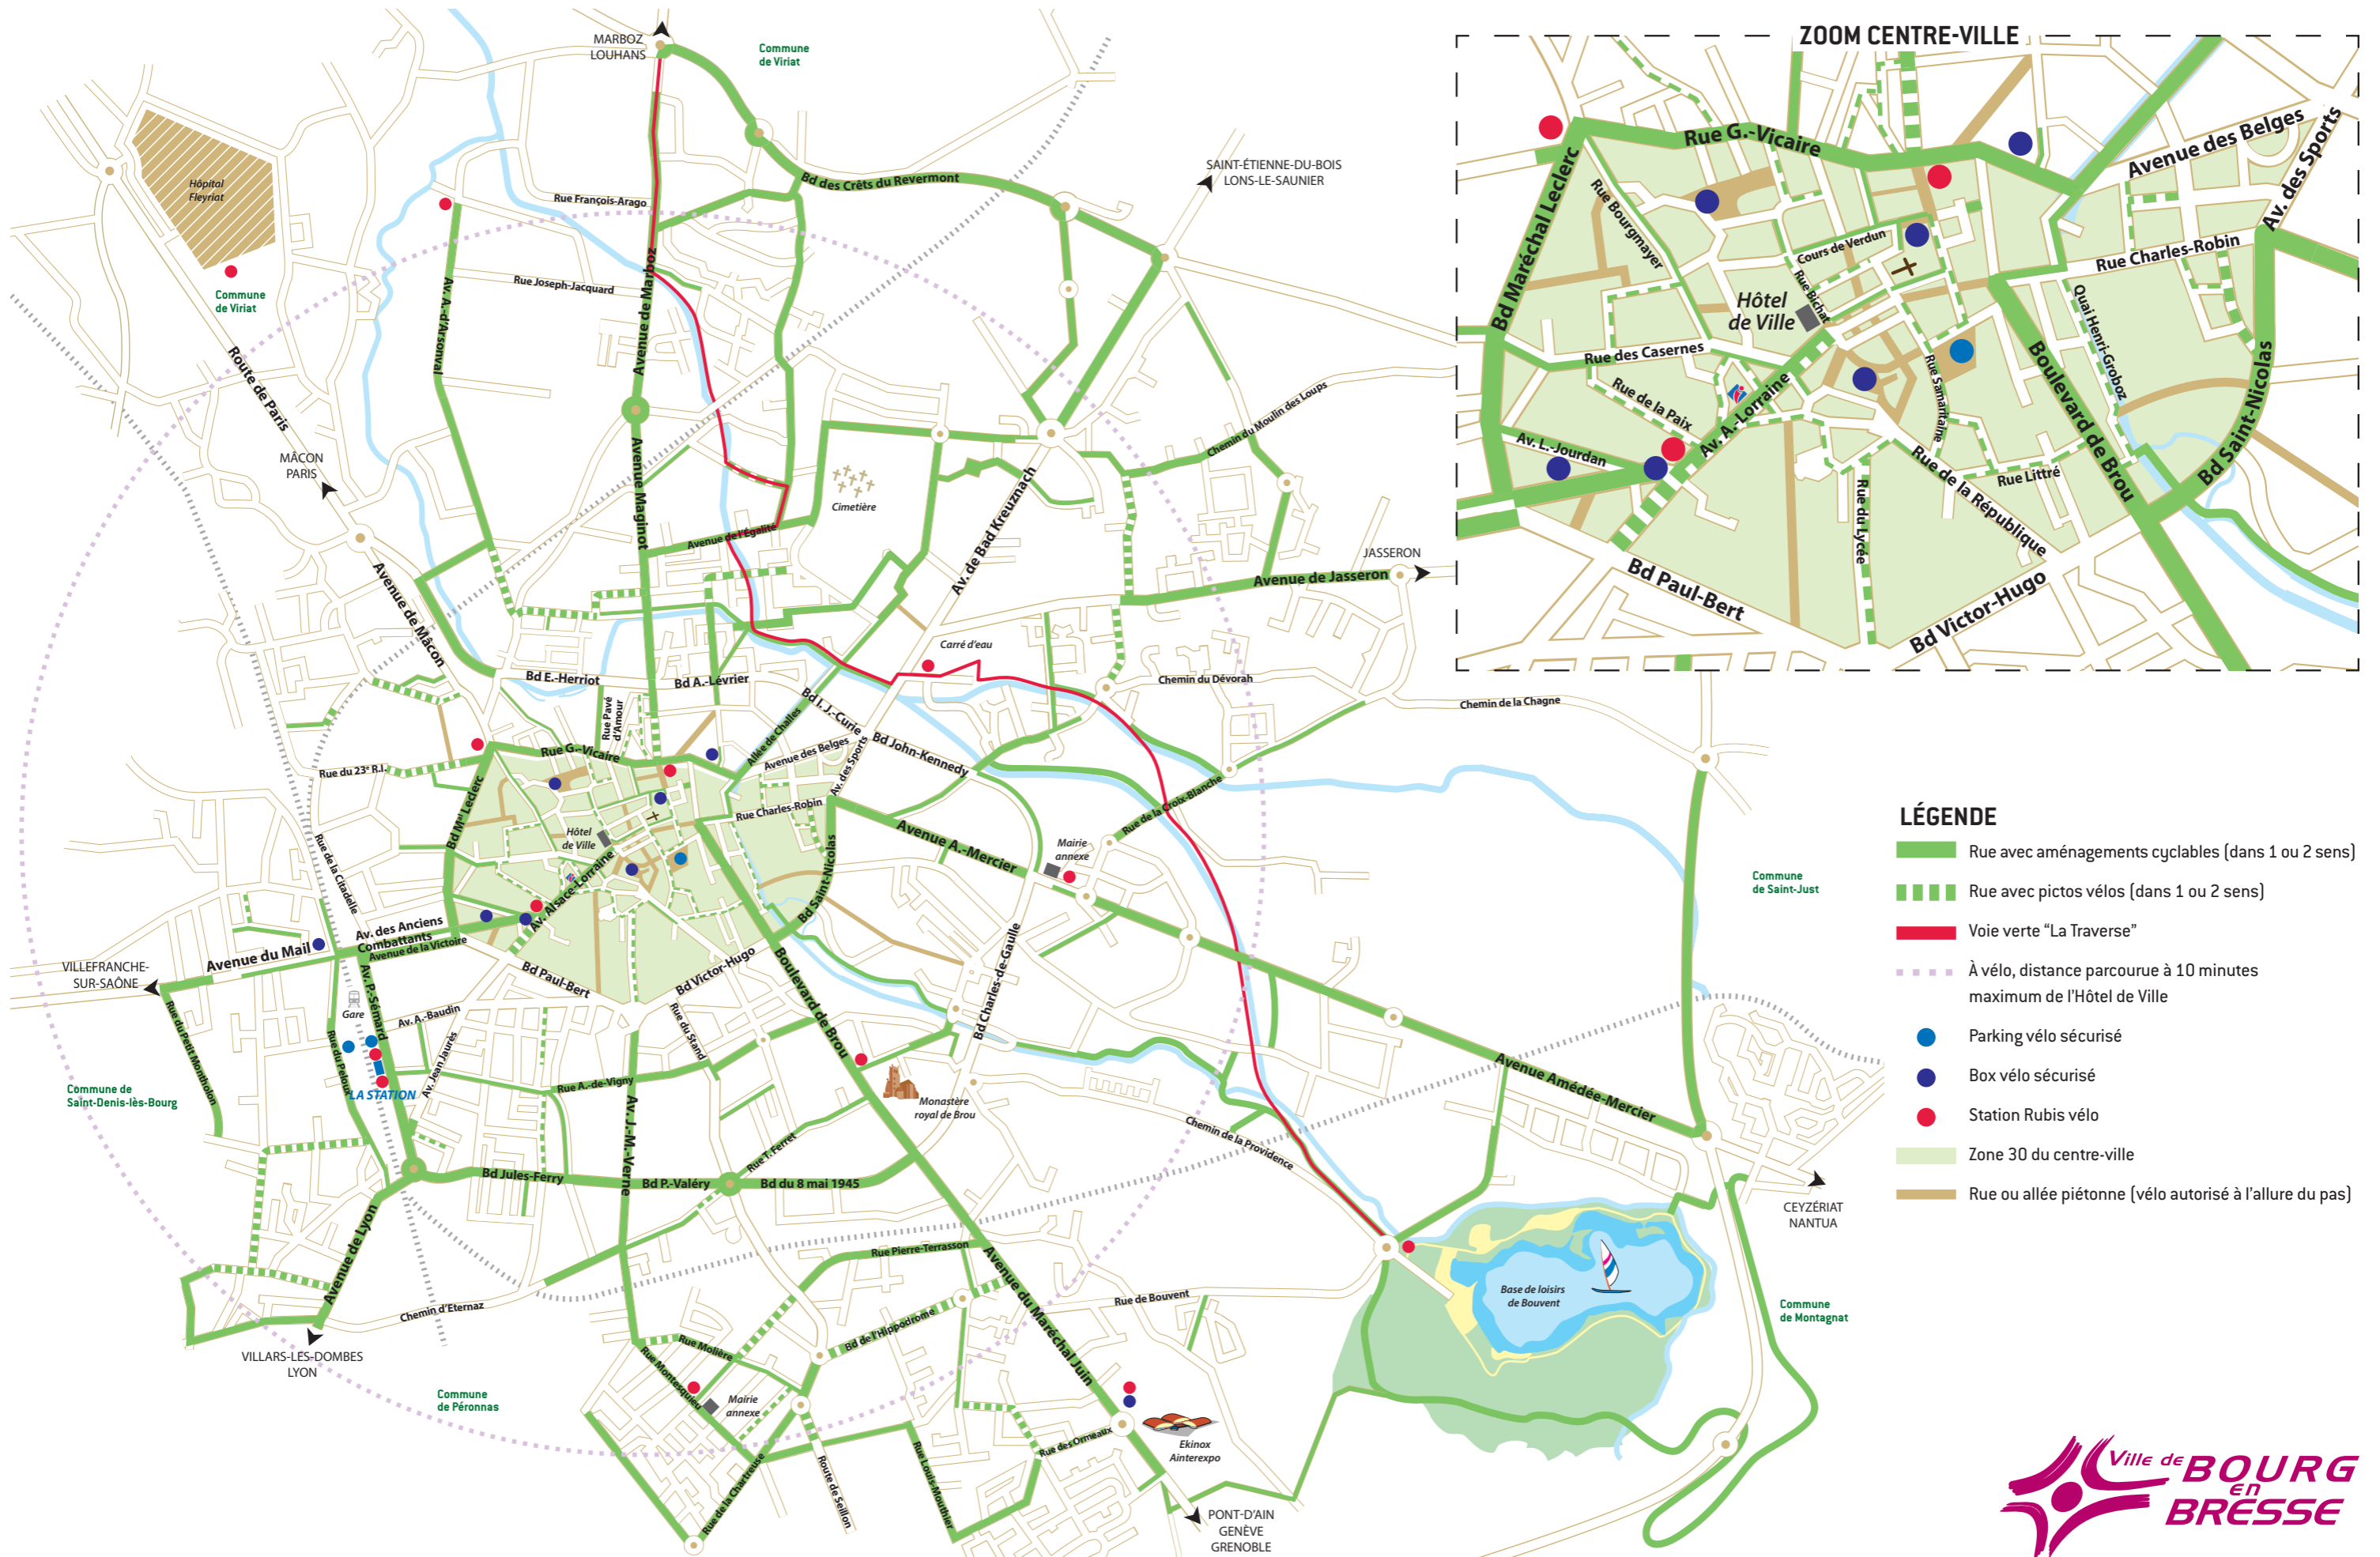 MARBOZ
LOUHANS
Commune
de Viriat
SAINT-ÉTIENNE-DU-BOIS
LONS-LE-SAUNIER
Hôpital
Fleyriat
Rue François-Arago
Bd des Crêts du Revermont
Commune
de Viriat
Rue Joseph-Jacquard
Avenue de Marboz
Av. A.-d'Arsonval
Route de Paris
MÂCON
PARIS
Avenue Maginot
Cimetière
Chemin du Moulin des Loups
Avenue de l'Égalité
Av. de Bad Kreuznach
JASSERON
Avenue de Jasseron
Avenue de Mâcon
Carré d'eau
Chemin du Dévorah
Chemin de la Chagne
Bd E.-Herriot
Bd A.-Lévrier
Rue Pavé
d'Amour
Bd I. J.-Curie
Allée de Challes
Bd John-Kennedy
Rue G.-Vicaire
Avenue des Belges
Av. des Sports
Rue du 23e R.I.
Bd Mal Leclerc
Rue Charles-Robin
Rue de la Croix-Blanche
Hôtel
de Ville
Avenue A.-Mercier
Mairie
annexe
Rue de la Citadelle
Av. Alsace-Lorraine
Bd Saint-Nicolas
Av. des Anciens
Combattants
Avenue de la Victoire
Avenue du Mail
VILLEFRANCHE-
SUR-SAÔNE
Bd Paul-Bert
Bd Victor-Hugo
Boulevard de Brou
Bd Charles-de-Gaulle
Av. P.-Sémard
Gare
Av. A.-Baudin
Rue du Stand
Rue du Petit Montholon
Rue du Peloux
Av. Jean Jaurès
LA STATION
Rue A.-de-Vigny
Commune de
Saint-Denis-lès-Bourg
Av. J.-M.-Verne
Monastère
royal de Brou
Avenue Amédée-Mercier
Chemin de la Providence
Rue T. Ferret
Bd Jules-Ferry
Bd P.-Valéry
Bd du 8 mai 1945
Avenue de Lyon
Rue Pierre-Terrasson
Avenue du Maréchal Juin
Chemin d'Eternaz
Rue de Bouvent
Bd de l'Hippodrome
Base de loisirs
de Bouvent
VILLARS-LES-DOMBES
LYON
Rue Molière
Rue Montesquieu
Mairie
annexe
Commune
de Péronnas
Rue de la Chartreuse
Route de Seillon
Rue Louis-Mouthier
Rue des Ormeaux
Ekinox
Ainterexpo
PONT-D'AIN
GENÈVE
GRENOBLE
Commune
de Saint-Just
CEYZÉRIAT
NANTUA
Commune
de Montagnat
ZOOM CENTRE-VILLE
Rue G.-Vicaire
Avenue des Belges
Av. des Sports
Bd Maréchal Leclerc
Rue Bourgmayer
Cours de Verdun
Rue Charles-Robin
Rue Bichat
Hôtel
de Ville
Quai Henri-Groboz
Rue des Casernes
Rue Samaritaine
Boulevard de Brou
Rue de la Paix
Av. A.-Lorraine
Bd Saint-Nicolas
Av. L.-Jourdan
Rue de la République
Rue Littré
Rue du Lycée
Bd Paul-Bert
Bd Victor-Hugo
LÉGENDE
Rue avec aménagements cyclables (dans 1 ou 2 sens)
Rue avec pictos vélos (dans 1 ou 2 sens)
Voie verte “La Traverse”
À vélo, distance parcourue à 10 minutes
maximum de l'Hôtel de Ville
Parking vélo sécurisé
Box vélo sécurisé
Station Rubis vélo
Zone 30 du centre-ville
Rue ou allée piétonne (vélo autorisé à l'allure du pas)
Ville de BOURG
EN
BRESSE